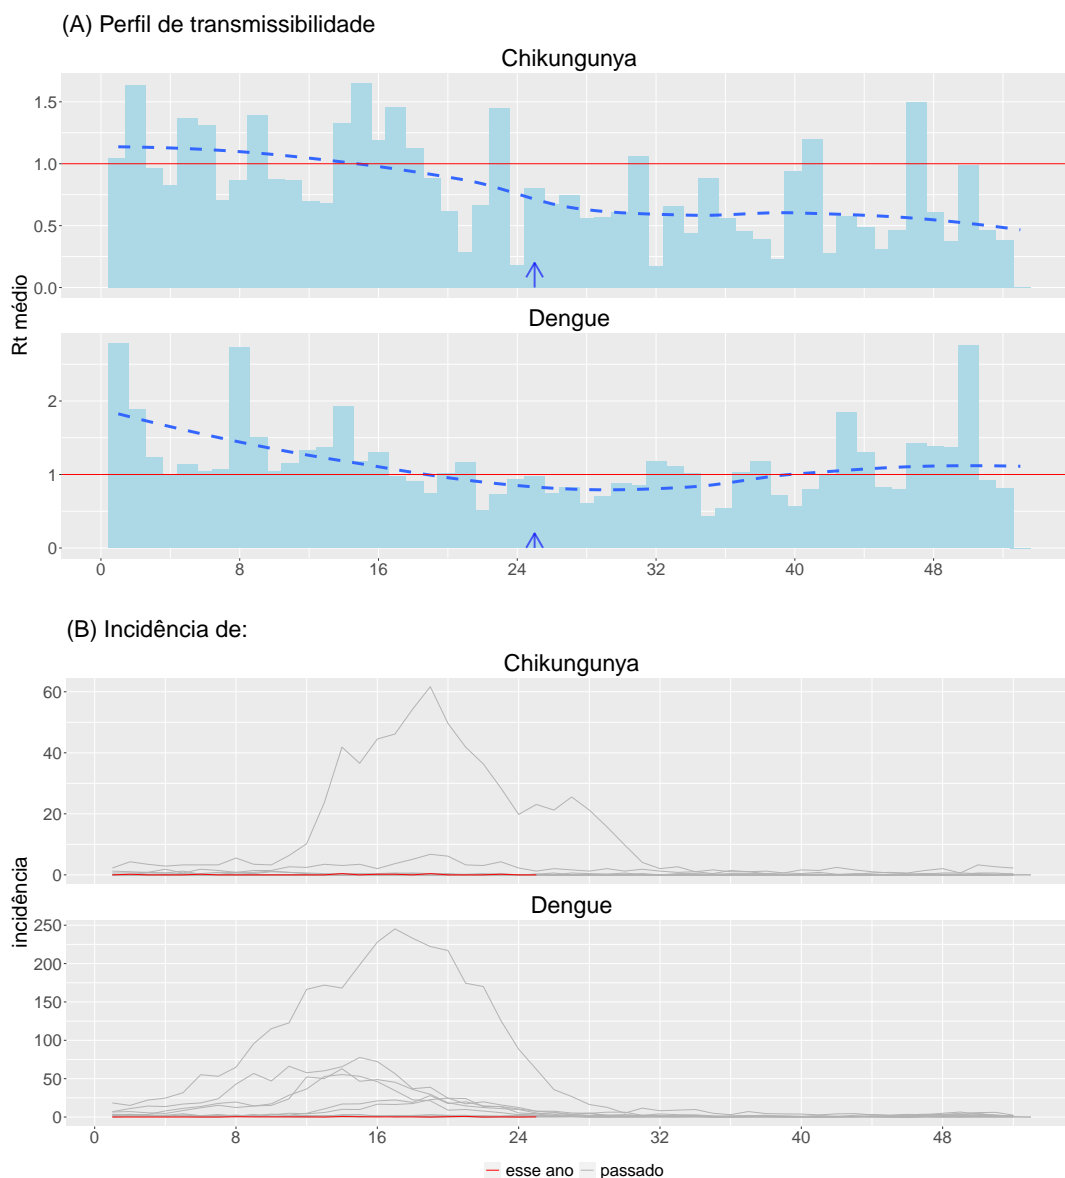 (A) Perfil de transmissibilidade
Chikungunya
1.5
1.0
0.5
0.0
Rt médio
Dengue
2
1
0
0 8 16 24 32 40 48
(B) Incidência de:
Chikungunya
60
40
20
0
incidência
Dengue
250
200
150
100
50
0
0 8 16 24 32 40 48
esse ano passado